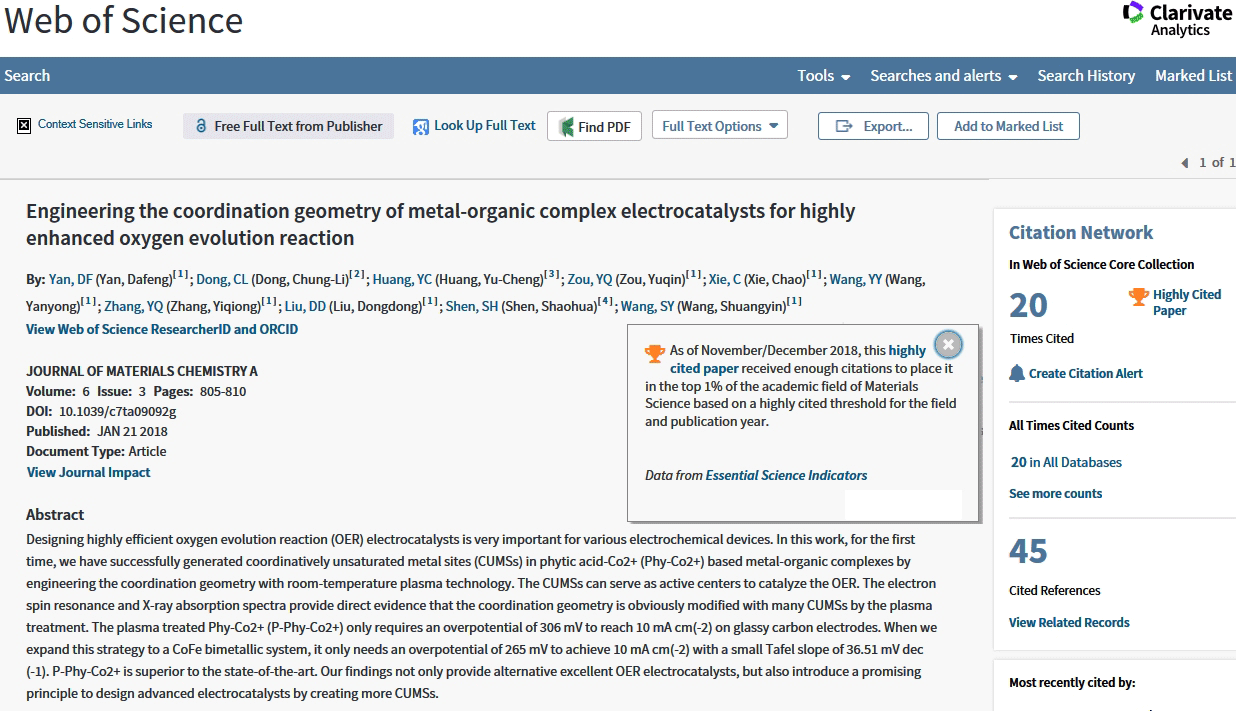 Web of Science
Clarivate
Analytics
Search
Tools
Searches and alerts
Search History
Marked List
Context Sensitive Links
Free Full Text from Publisher
Look Up Full Text
Find PDF
Full Text Options
Export...
Add to Marked List
1 of 1
Engineering the coordination geometry of metal-organic complex electrocatalysts for highly
enhanced oxygen evolution reaction
By: Yan, DF (Yan, Dafeng)[1]; Dong, CL (Dong, Chung-Li)[2]; Huang, YC (Huang, Yu-Cheng)[3]; Zou, YQ (Zou, Yuqin)[1]; Xie, C (Xie, Chao)[1]; Wang, YY (Wang,
Yanyong)[1]; Zhang, YQ (Zhang, Yiqiong)[1]; Liu, DD (Liu, Dongdong)[1]; Shen, SH (Shen, Shaohua)[4]; Wang, SY (Wang, Shuangyin)[1]
View Web of Science ResearcherID and ORCID
JOURNAL OF MATERIALS CHEMISTRY A
Volume: 6 Issue: 3 Pages: 805-810
DOI: 10.1039/c7ta09092g
Published: JAN 21 2018
Document Type: Article
View Journal Impact
As of November/December 2018, this highly
cited paper received enough citations to place it
in the top 1% of the academic field of Materials
Science based on a highly cited threshold for the field
and publication year.
Data from Essential Science Indicators
Abstract
Designing highly efficient oxygen evolution reaction (OER) electrocatalysts is very important for various electrochemical devices. In this work, for the first
time, we have successfully generated coordinatively unsaturated metal sites (CUMSs) in phytic acid-Co2+ (Phy-Co2+) based metal-organic complexes by
engineering the coordination geometry with room-temperature plasma technology. The CUMSs can serve as active centers to catalyze the OER. The electron
spin resonance and X-ray absorption spectra provide direct evidence that the coordination geometry is obviously modified with many CUMSs by the plasma
treatment. The plasma treated Phy-Co2+ (P-Phy-Co2+) only requires an overpotential of 306 mV to reach 10 mA cm(-2) on glassy carbon electrodes. When we
expand this strategy to a CoFe bimetallic system, it only needs an overpotential of 265 mV to achieve 10 mA cm(-2) with a small Tafel slope of 36.51 mV dec
(-1). P-Phy-Co2+ is superior to the state-of-the-art. Our findings not only provide alternative excellent OER electrocatalysts, but also introduce a promising
principle to design advanced electrocatalysts by creating more CUMSs.
Citation Network
In Web of Science Core Collection
20
Highly Cited
Paper
Times Cited
Create Citation Alert
All Times Cited Counts
20 in All Databases
See more counts
45
Cited References
View Related Records
Most recently cited by: